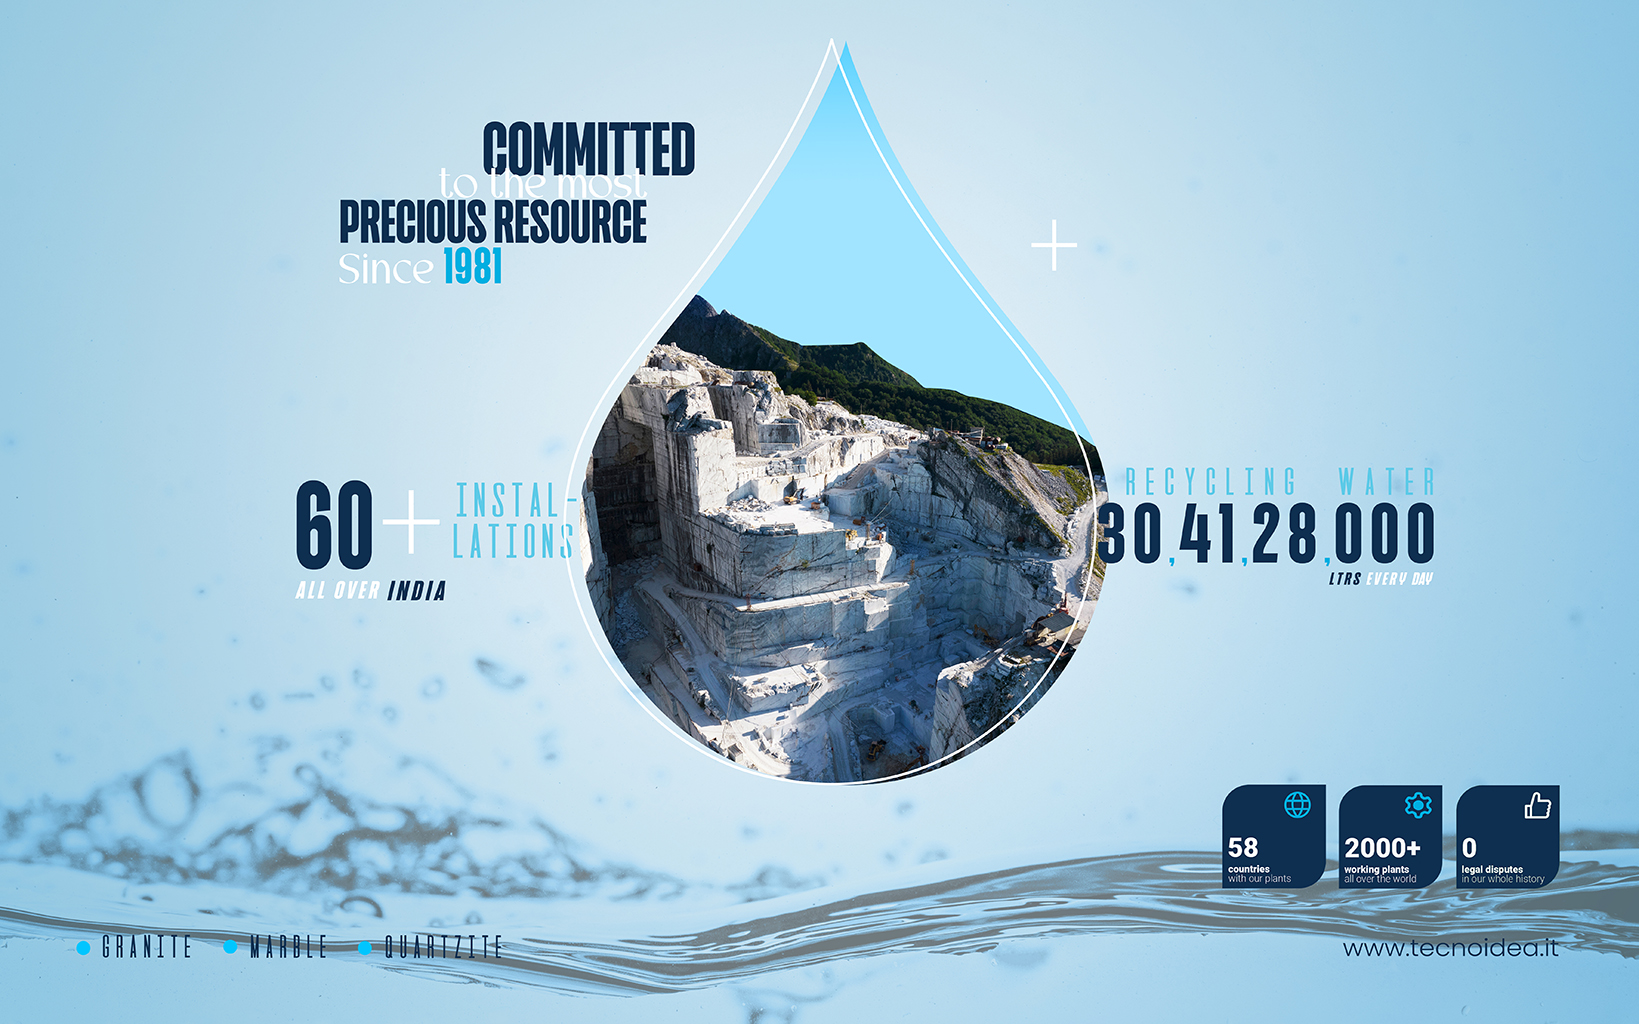 COMMITTED
to the most
PRECIOUS RESOURCE
Since 1981
60+ INSTAL-
LATIONS
ALL OVER INDIA
RECYCLING WATER
30,41,28,000
LTRS EVERY DAY
58
countries
with our plants
2000+
working plants
all over the world
0
legal disputes
in our whole history
GRANITE MARBLE QUARTZITE
www.tecnoidea.it